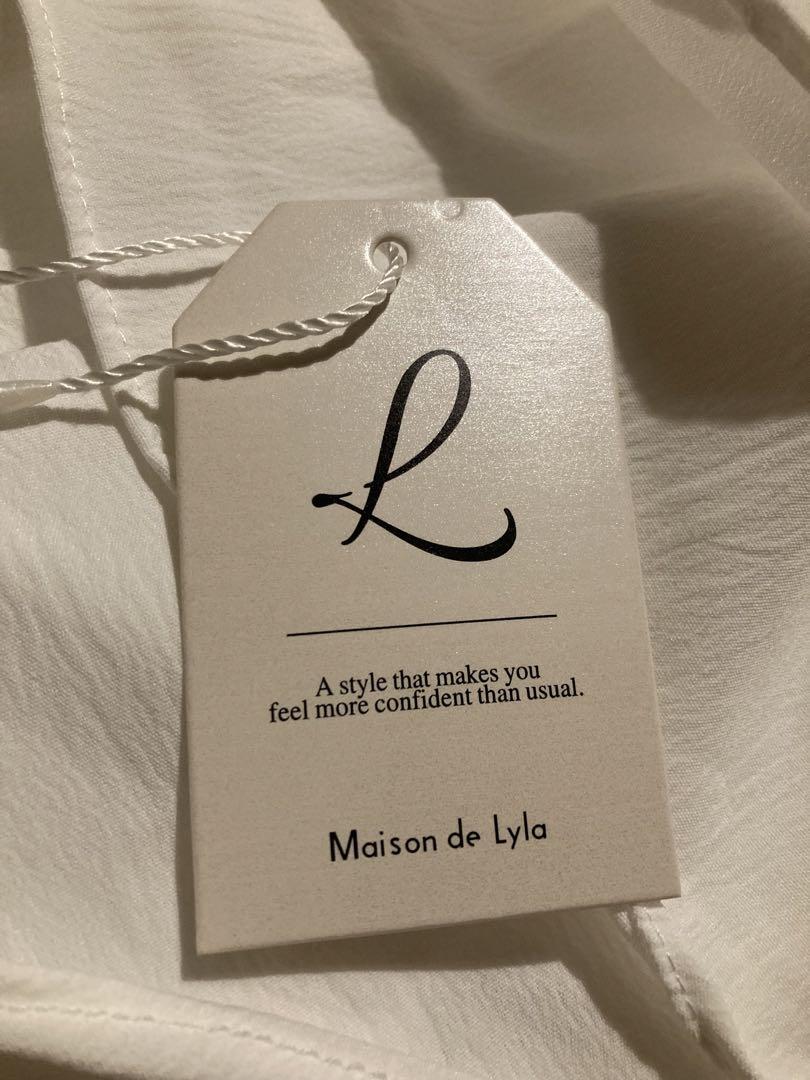 L
A style that makes you
feel more confident than usual.
Maison de Lyla